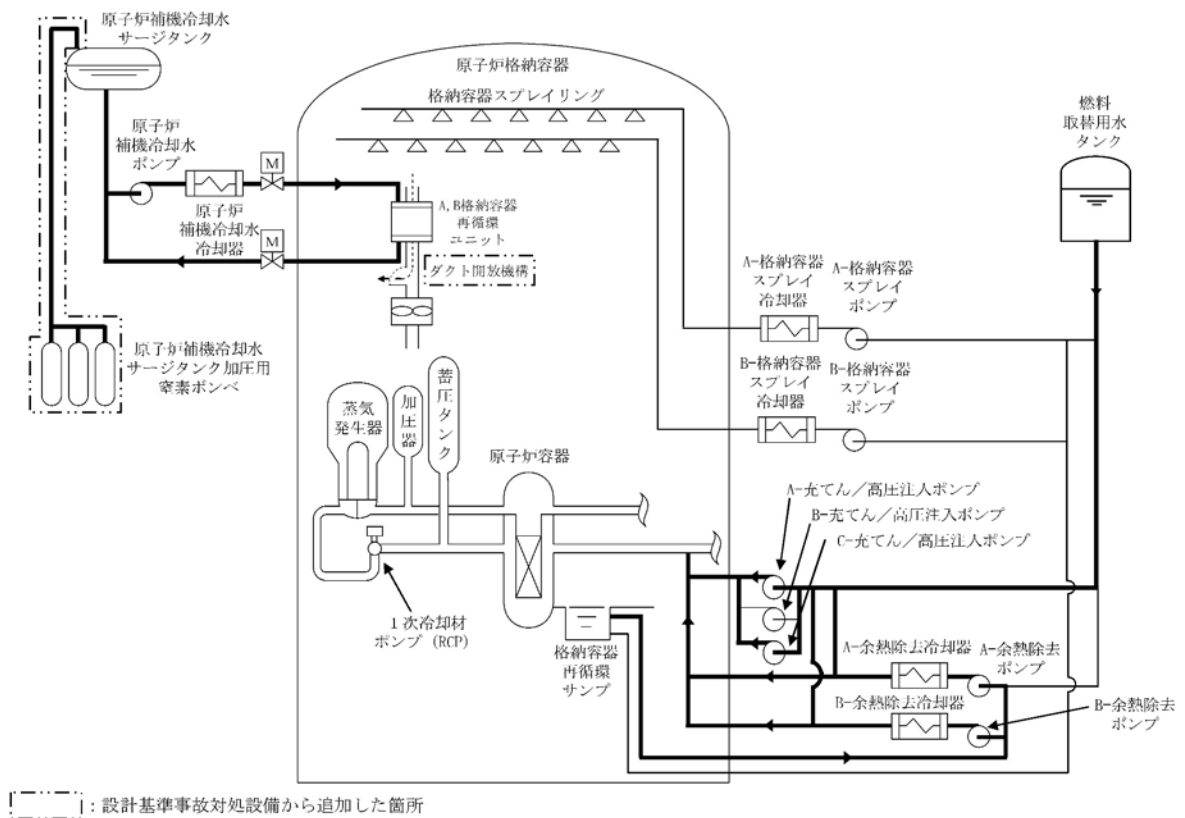 原子炉補機冷却水
サージタンク
原子炉格納容器
格納容器スプレイリング
燃料
取替用水
タンク
原子炉
補機冷却水
ポンプ
M
原子炉
補機冷却水
冷却器
M
A,B格納容器
再循環
ユニット
ダクト開放機構
A-格納容器
スプレイ
冷却器
A-格納容器
スプレイ
ポンプ
原子炉補機冷却水
サージタンク加圧用
窒素ボンベ
B-格納容器
スプレイ
冷却器
B-格納容器
スプレイ
ポンプ
蒸気
発生器
加圧器
蓄圧タンク
原子炉容器
A-充てん/高圧注入ポンプ
B-充てん/高圧注入ポンプ
C-充てん/高圧注入ポンプ
1次冷却材
ポンプ (RCP)
格納容器
再循環
サンプ
A-余熱除去冷却器
A-余熱除去
ポンプ
B-余熱除去冷却器
B-余熱除去
ポンプ
:設計基準事故対処設備から追加した箇所